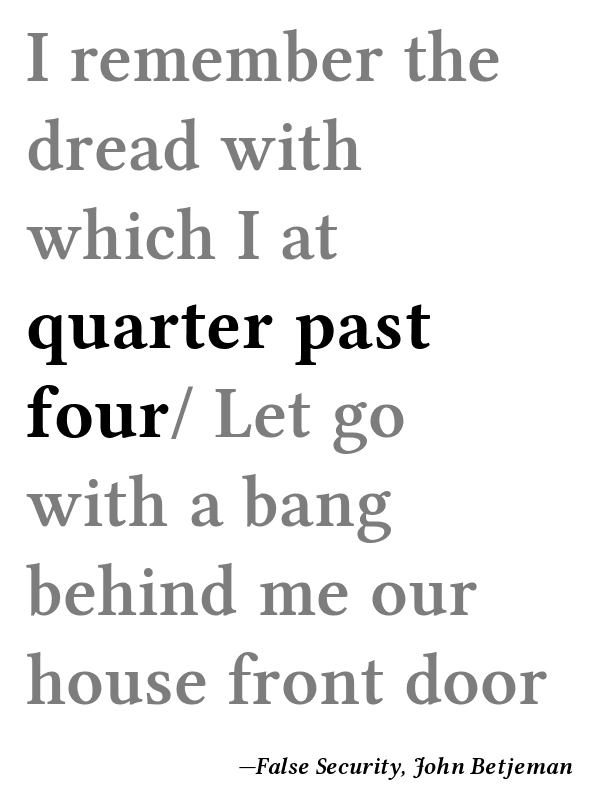 I remember the
dread with
which I at
quarter past
four/ Let go
with a bang
behind me our
house front door
—False Security, John Betjeman